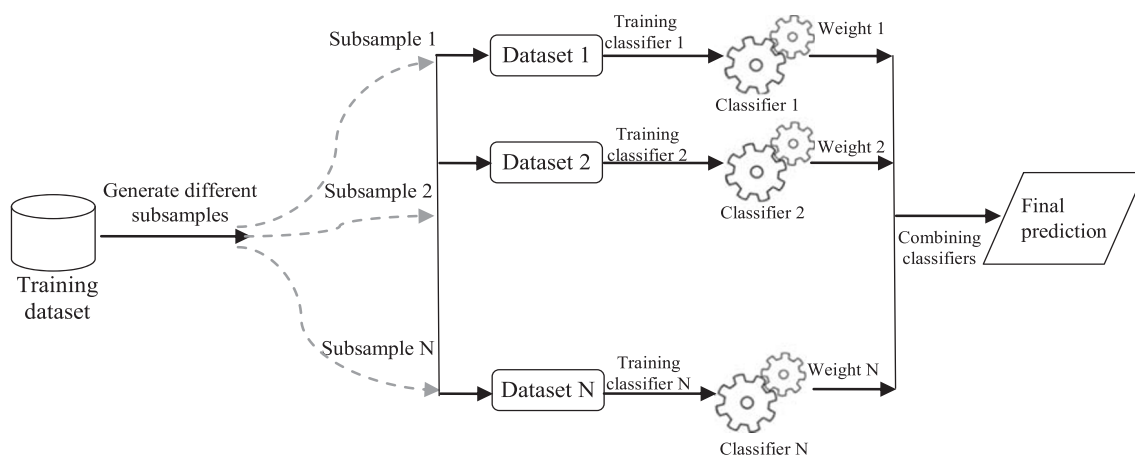 Subsample 1
Dataset 1
Training
classifier 1
Weight 1
Classifier 1
Generate different
subsamples
Subsample 2
Dataset 2
Training
classifier 2
Weight 2
Classifier 2
Training
dataset
Combining
classifiers
Final
prediction
Subsample N
Dataset N
Training
classifier N
Weight N
Classifier N